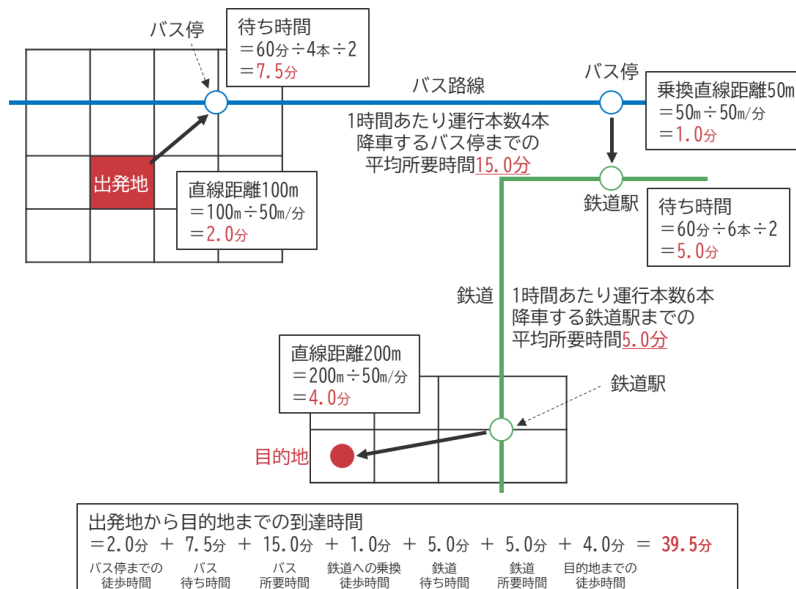 バス停
待ち時間
＝60分÷4本÷2
＝7.5分
バス路線
バス停
乗換直線距離50m
＝50m÷50m/分
＝1.0分
1時間あたり運行本数4本
降車するバス停までの
平均所要時間15.0分
出発地
直線距離100m
＝100m÷50m/分
＝2.0分
鉄道駅
待ち時間
＝60分÷6本÷2
＝5.0分
鉄道
1時間あたり運行本数6本
降車する鉄道駅までの
平均所要時間5.0分
直線距離200m
＝200m÷50m/分
＝4.0分
鉄道駅
目的地
出発地から目的地までの到達時間
＝2.0分 + 7.5分 + 15.0分 + 1.0分 + 5.0分 + 5.0分 + 4.0分 = 39.5分
バス停までの 徒歩時間
バス 待ち時間
バス 所要時間
鉄道への乗換 徒歩時間
鉄道 待ち時間
鉄道 所要時間
目的地までの 徒歩時間